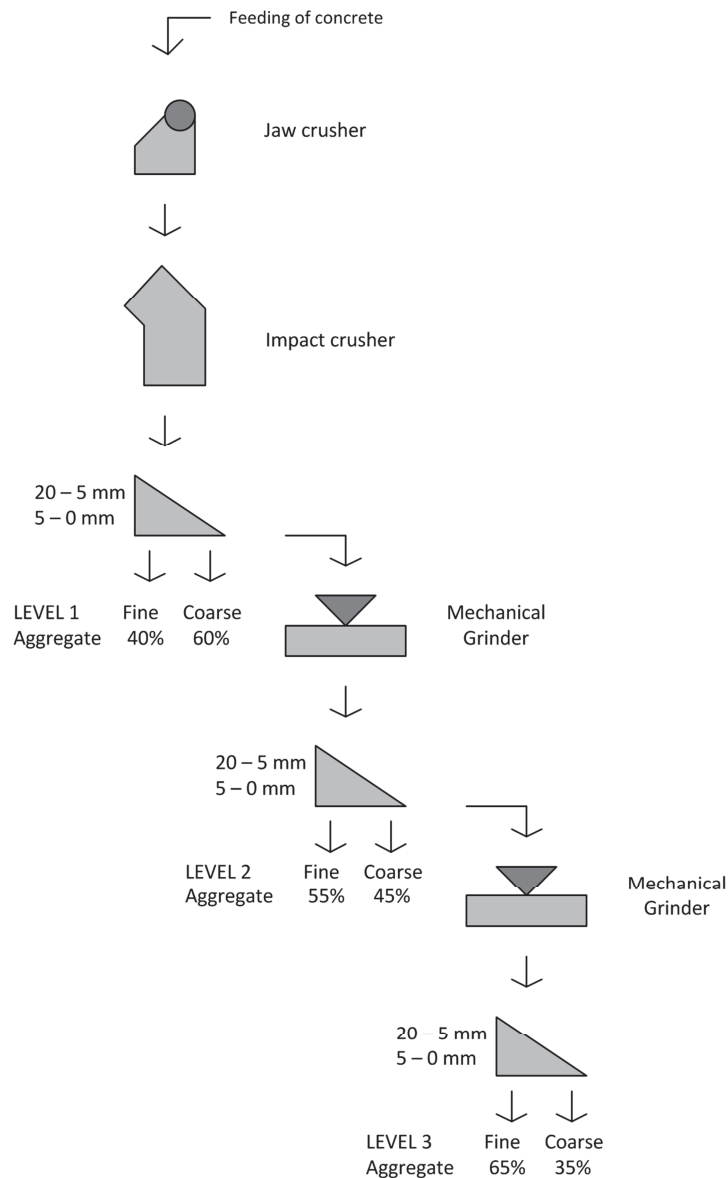 Feeding of concrete
Jaw crusher
Impact crusher
20 – 5 mm
5 – 0 mm
LEVEL 1 Fine Coarse
Aggregate 40% 60%
Mechanical
Grinder
20 – 5 mm
5 – 0 mm
LEVEL 2 Fine Coarse
Aggregate 55% 45%
Mechanical
Grinder
20 – 5 mm
5 – 0 mm
LEVEL 3 Fine Coarse
Aggregate 65% 35%